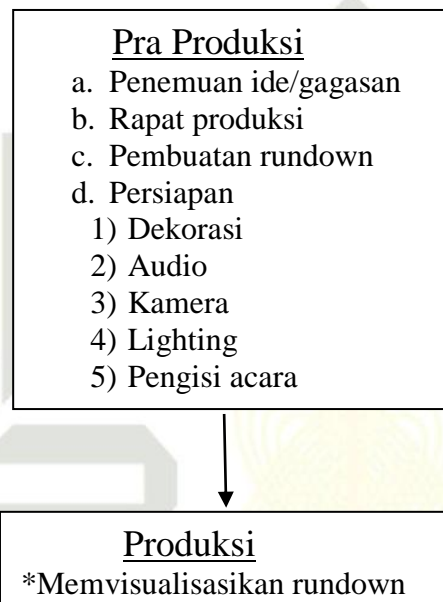 Pra Produksi
a. Penemuan ide/gagasan
b. Rapat produksi
c. Pembuatan rundown
d. Persiapan
1) Dekorasi
2) Audio
3) Kamera
4) Lighting
5) Pengisi acara
Produksi
*Memvisualisasikan rundown